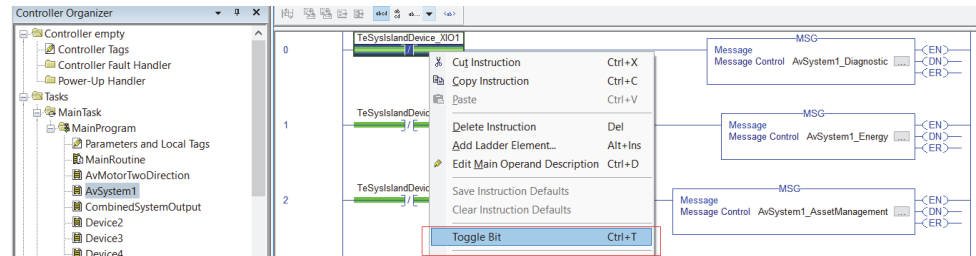 Controller Organizer
Controller empty
Controller Tags
Controller Fault Handler
Power-Up Handler
Tasks
MainTask
MainProgram
Parameters and Local Tags
MainRoutine
AvMotorTwoDirection
AvSystem1
CombinedSystemOutput
Device2
Device3
Device4
0
TeSysIslandDevice_XIO1
MSG
Message
Message Control AvSystem1_Diagnostic ...
EN
DN
ER
1
TeSysIslandDevic
MSG
Message
Message Control AvSystem1_Energy ...
EN
DN
ER
2
TeSysIslandDevic
MSG
Message
Message Control AvSystem1_AssetManagement ...
EN
DN
ER
Cut Instruction Ctrl+X
Copy Instruction Ctrl+C
Paste Ctrl+V
Delete Instruction Del
Add Ladder Element... Alt+Ins
Edit Main Operand Description Ctrl+D
Save Instruction Defaults
Clear Instruction Defaults
Toggle Bit Ctrl+T